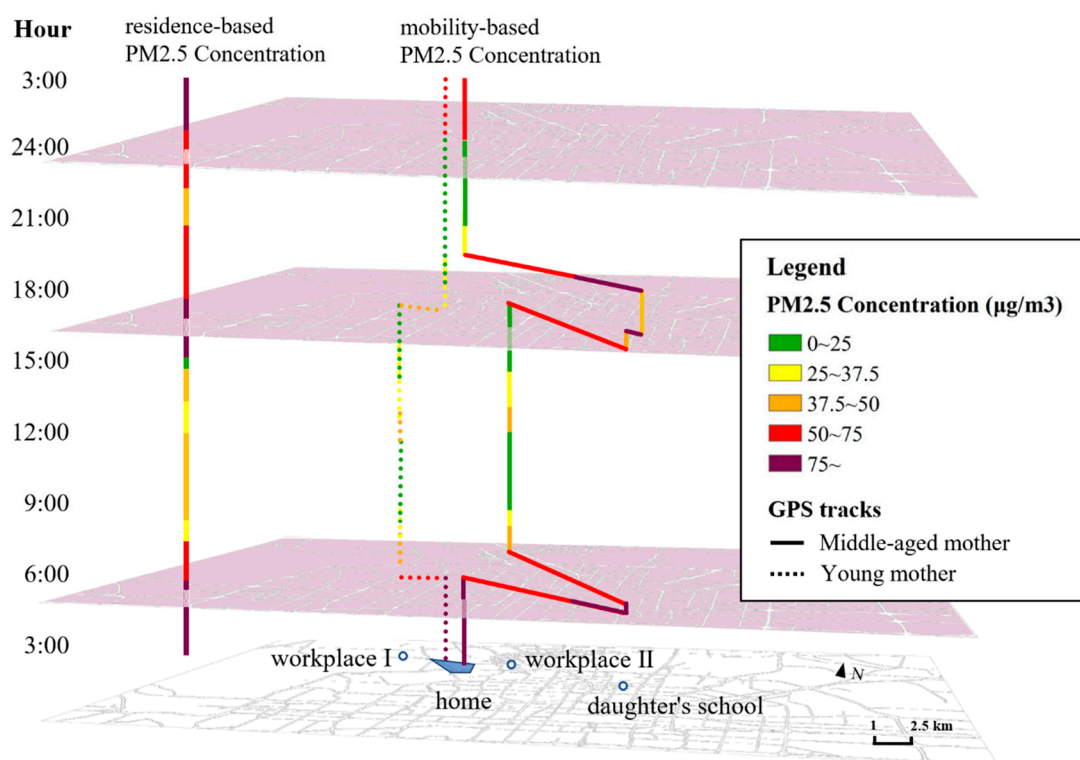 Hour
residence-based
PM2.5 Concentration
mobility-based
PM2.5 Concentration
3:00
24:00
21:00
18:00
15:00
12:00
9:00
6:00
3:00
Legend
PM2.5 Concentration (μg/m3)
0~25
25~37.5
37.5~50
50~75
75~
GPS tracks
Middle-aged mother
Young mother
workplace I
home
workplace II
daughter's school
N
1 2.5 km